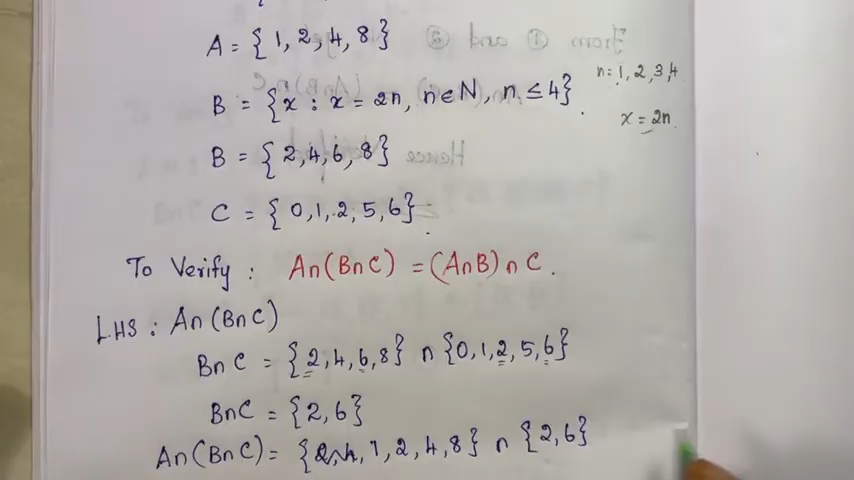 A = { 1, 2, 4, 8 }
B = { x : x = 2n, n ∈ N, n ≤ 4 } .
n = 1, 2, 3, 4
x = 2n.
B = { 2, 4, 6, 8 }
C = { 0, 1, 2, 5, 6 } .
To Verify : A∩(B∩C) = (A∩B)∩C.
LHS : A∩(B∩C)
B∩C = { 2, 4, 6, 8 } ∩ { 0, 1, 2, 5, 6 }
B∩C = { 2, 6 }
A∩(B∩C) = { 1, 2, 4, 8 } ∩ { 2, 6 }